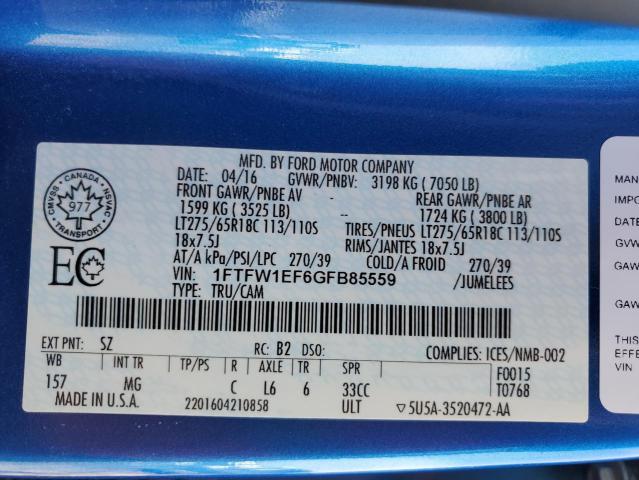 MFD. BY FORD MOTOR COMPANY
DATE: 04/16 GVWR/PNBV: 3198 KG ( 7050 LB)
FRONT GAWR/PNBE AV REAR GAWR/PNBE AR
1599 KG ( 3525 LB) -- 1724 KG ( 3800 LB)
LT275/65R18C 113/110S TIRES/PNEUS LT275/65R18C 113/110S
18x7.5J RIMS/JANTES 18x7.5J
AT/A kPa/PSI/LPC 270/39 COLD/A FROID 270/39
VIN: 1FTFW1EF6GFB85559 /JUMELEES
TYPE: TRU/CAM
CMVSS · CANADA · NSVAC
977
TRANSPORT
EC
EXT PNT: SZ RC: B2 DSO: COMPLIES: ICES/NMB-002
WB INT TR TP/PS R AXLE TR SPR F0015
157 MG C L6 6 33CC T0768
MADE IN U.S.A. 2201604210858 ULT ▽5U5A-3520472-AA
MAN
IMPO
DATE
GVW
GAW
GAW
THIS
EFFE
VIN